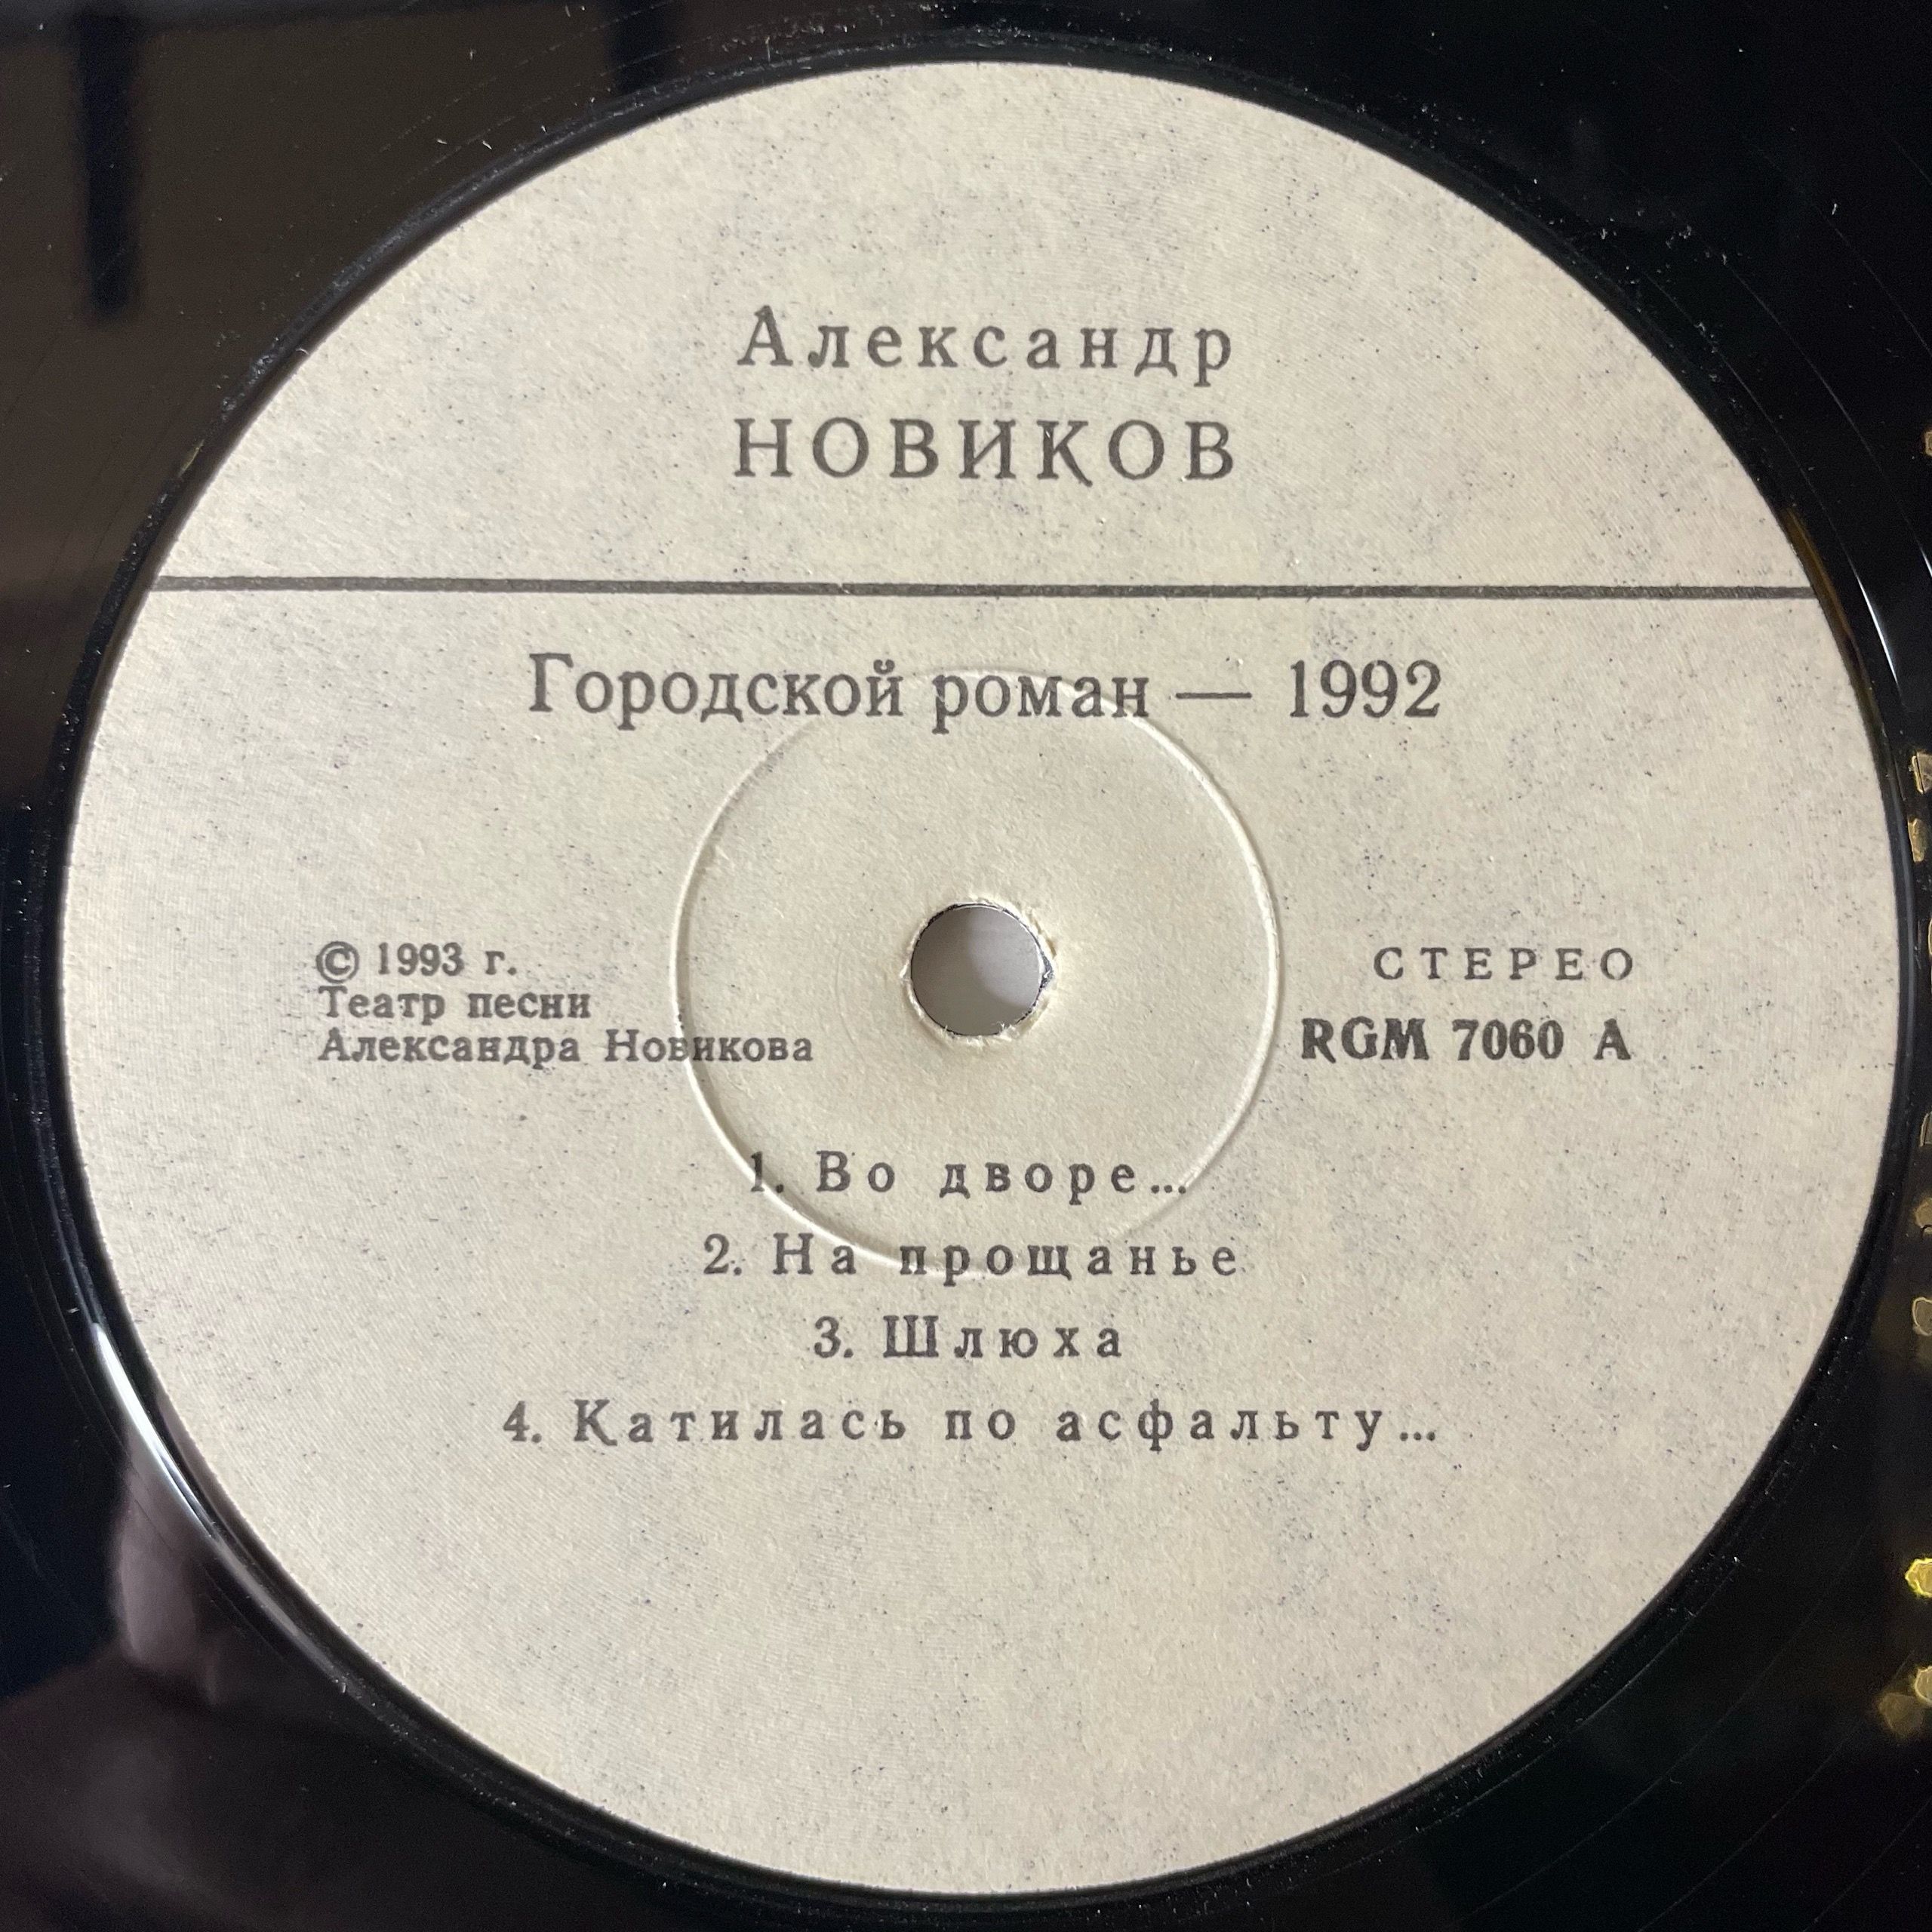 Александр
НОВИКОВ
Городской роман — 1992
© 1993 г.
Театр песни
Александра Новикова
СТЕРЕО
RGM 7060 A
1. Во дворе...
2. На прощанье
3. Шлюха
4. Катилась по асфальту...